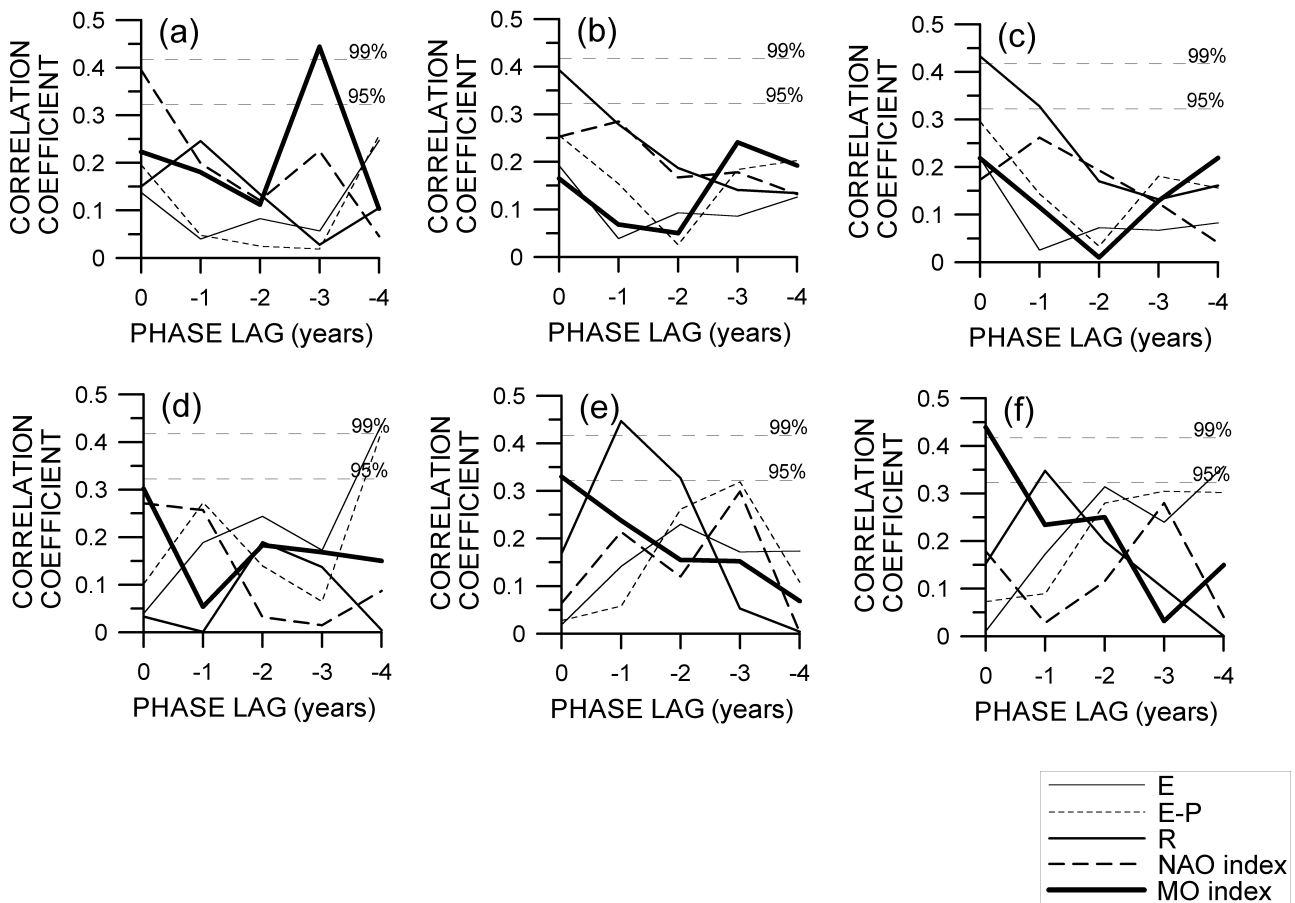 (a)
0.5
0.4
0.3
0.2
0.1
0
99%
95%
CORRELATION
COEFFICIENT
0 -1 -2 -3 -4
PHASE LAG (years)
(b)
0.5
0.4
0.3
0.2
0.1
0
99%
95%
CORRELATION
COEFFICIENT
0 -1 -2 -3 -4
PHASE LAG (years)
(c)
0.5
0.4
0.3
0.2
0.1
0
99%
95%
CORRELATION
COEFFICIENT
0 -1 -2 -3 -4
PHASE LAG (years)
(d)
0.5
0.4
0.3
0.2
0.1
0
99%
95%
CORRELATION
COEFFICIENT
0 -1 -2 -3 -4
PHASE LAG (years)
(e)
0.5
0.4
0.3
0.2
0.1
0
99%
95%
CORRELATION
COEFFICIENT
0 -1 -2 -3 -4
PHASE LAG (years)
(f)
0.5
0.4
0.3
0.2
0.1
0
99%
95%
CORRELATION
COEFFICIENT
0 -1 -2 -3 -4
PHASE LAG (years)
E
E-P
R
NAO index
MO index